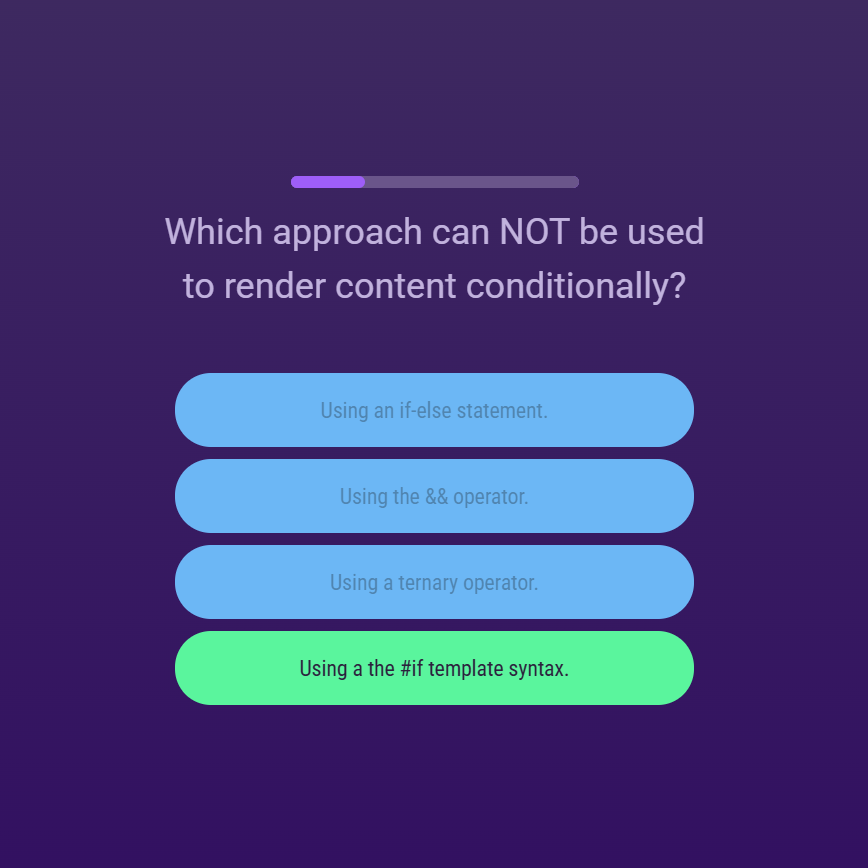 Which approach can NOT be used
to render content conditionally?
Using an if-else statement.
Using the && operator.
Using a ternary operator.
Using a the #if template syntax.